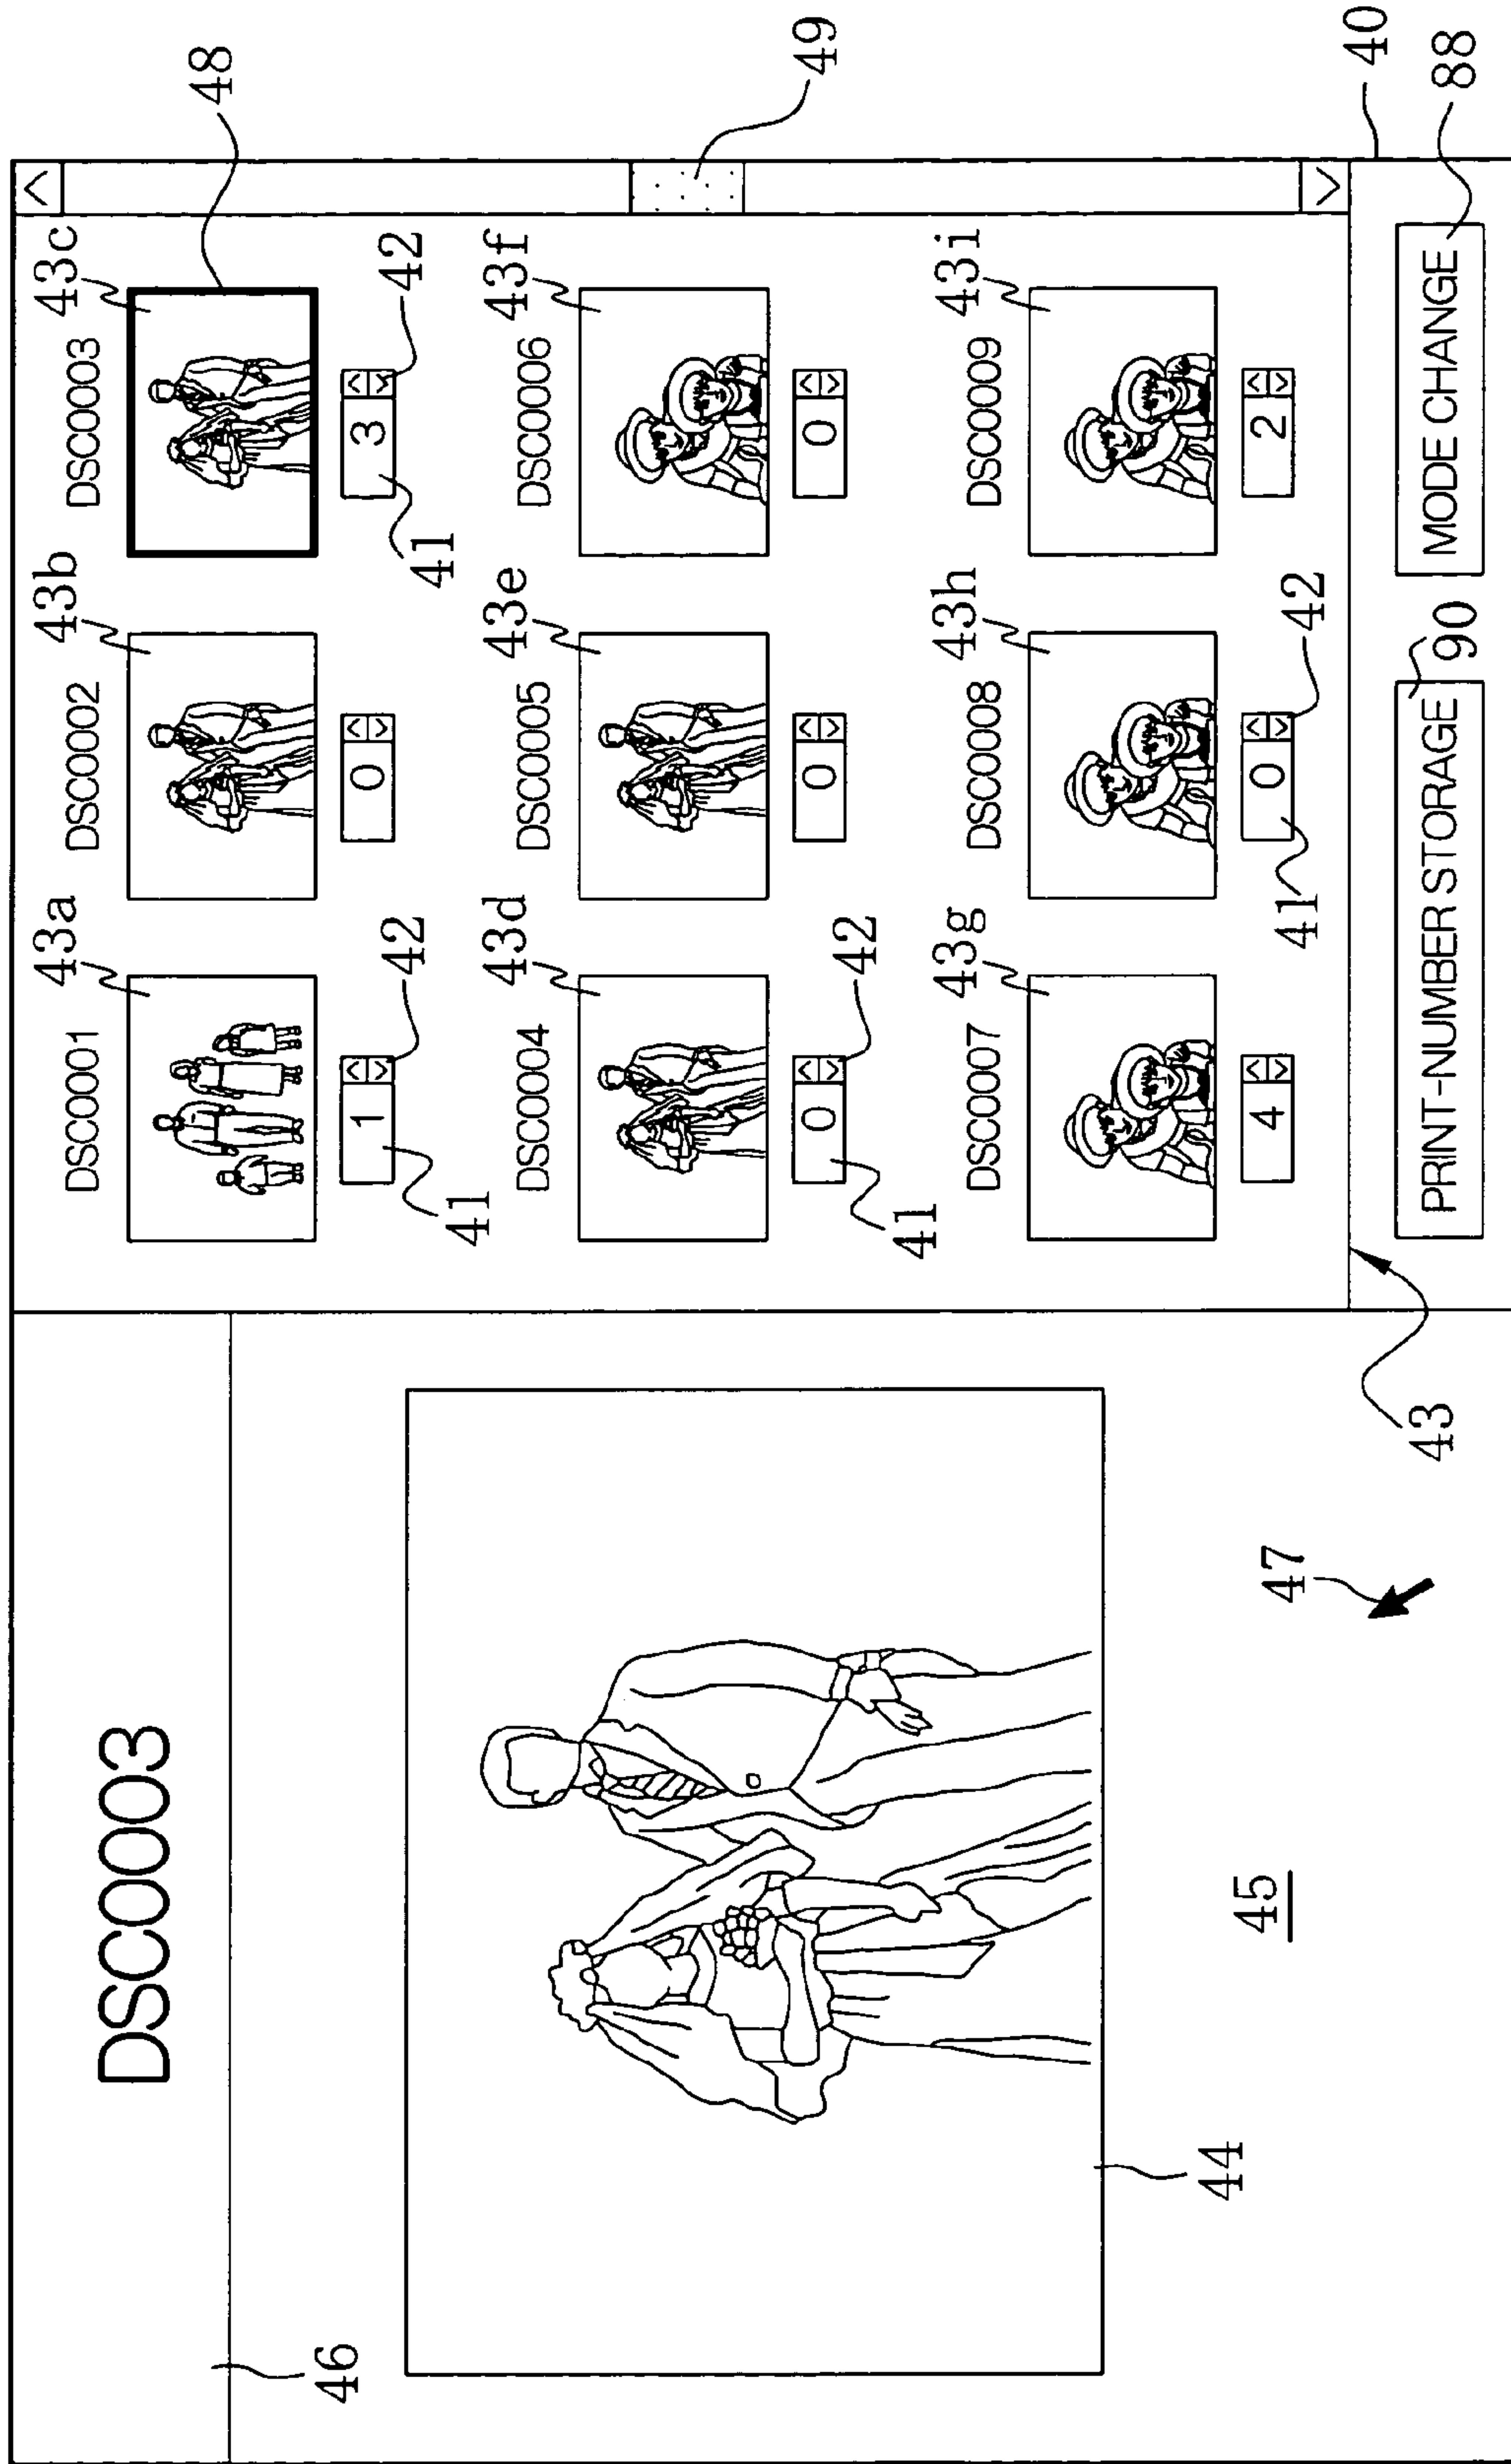 DSC0003
46
44
45
47
48
DSC0001 DSC0002 DSC0003
43a 43b 43c
1 0 3
41 42 41 42
49
DSC0004 DSC0005 DSC0006
43d 43e 43f
0 0 0
41 42
DSC0007 DSC0008 DSC0009
43g 43h 43i
4 0 2
41 42
43
PRINT-NUMBER STORAGE MODE CHANGE
90 88
40